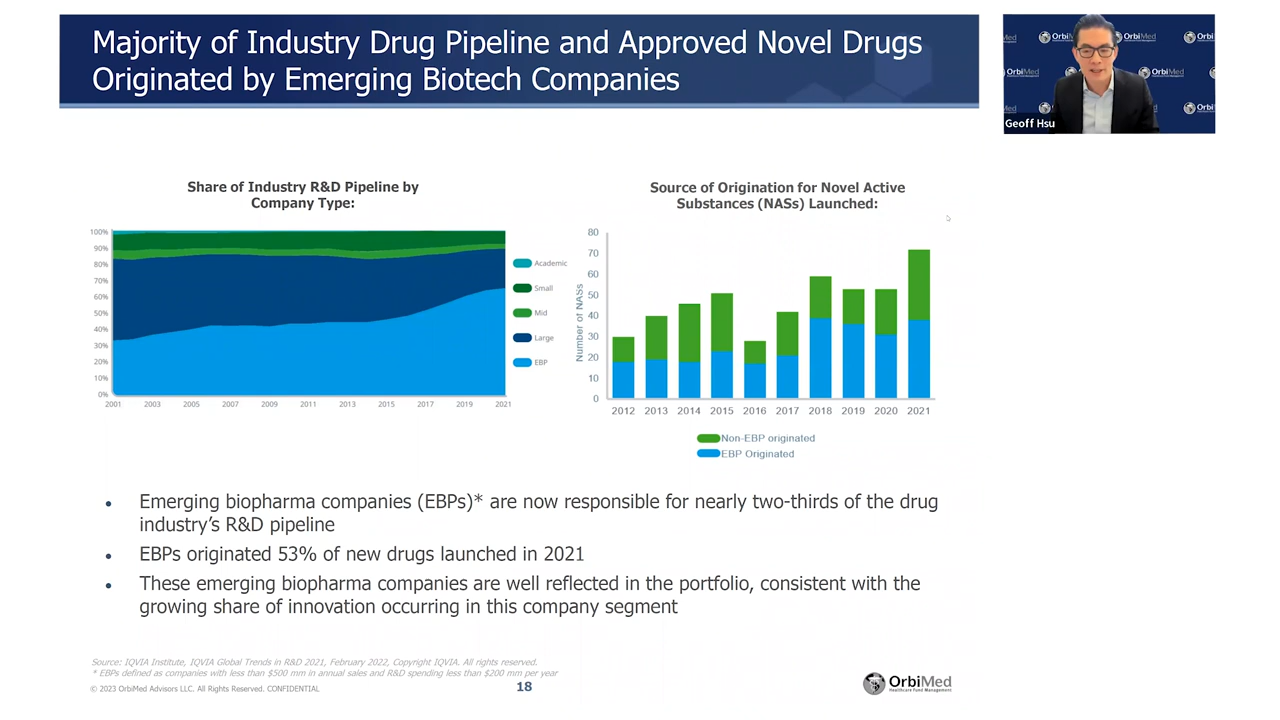 Majority of Industry Drug Pipeline and Approved Novel Drugs
Originated by Emerging Biotech Companies
OrbiMed
OrbiMed
Geoff Hsu
Share of Industry R&D Pipeline by
Company Type:
100%
90%
80%
70%
60%
50%
40%
30%
20%
10%
0%
2001 2003 2005 2007 2009 2011 2013 2015 2017 2019 2021
Academic
Small
Mid
Large
EBP
Source of Origination for Novel Active
Substances (NASs) Launched:
Number of NASs
80
70
60
50
40
30
20
10
0
2012 2013 2014 2015 2016 2017 2018 2019 2020 2021
Non-EBP originated
EBP Originated
• Emerging biopharma companies (EBPs)* are now responsible for nearly two-thirds of the drug
industry's R&D pipeline
• EBPs originated 53% of new drugs launched in 2021
• These emerging biopharma companies are well reflected in the portfolio, consistent with the
growing share of innovation occurring in this company segment
Source: IQVIA Institute, IQVIA Global Trends in R&D 2021, February 2022, Copyright IQVIA. All rights reserved.
* EBPs defined as companies with less than $500 mm in annual sales and R&D spending less than $200 mm per year
© 2023 OrbiMed Advisors LLC. All Rights Reserved. CONFIDENTIAL
18
OrbiMed
Healthcare Fund Management